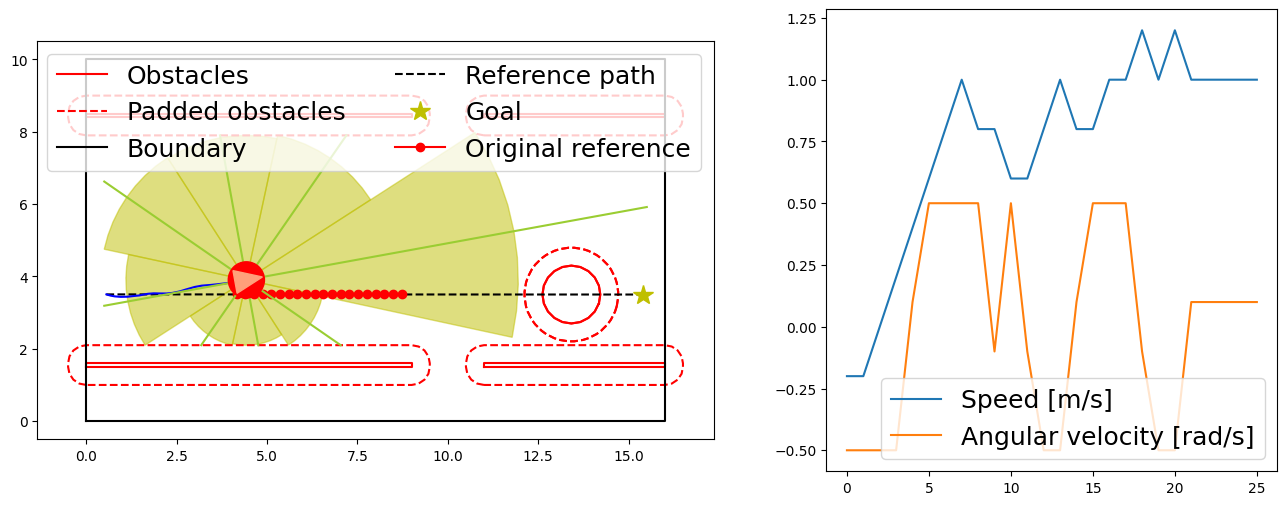 Obstacles
Padded obstacles
Boundary
Reference path
Goal
Original reference
10
8
6
4
2
0
0.0 2.5 5.0 7.5 10.0 12.5 15.0
1.25
1.00
0.75
0.50
0.25
0.00
−0.25
−0.50
Speed [m/s]
Angular velocity [rad/s]
0 5 10 15 20 25